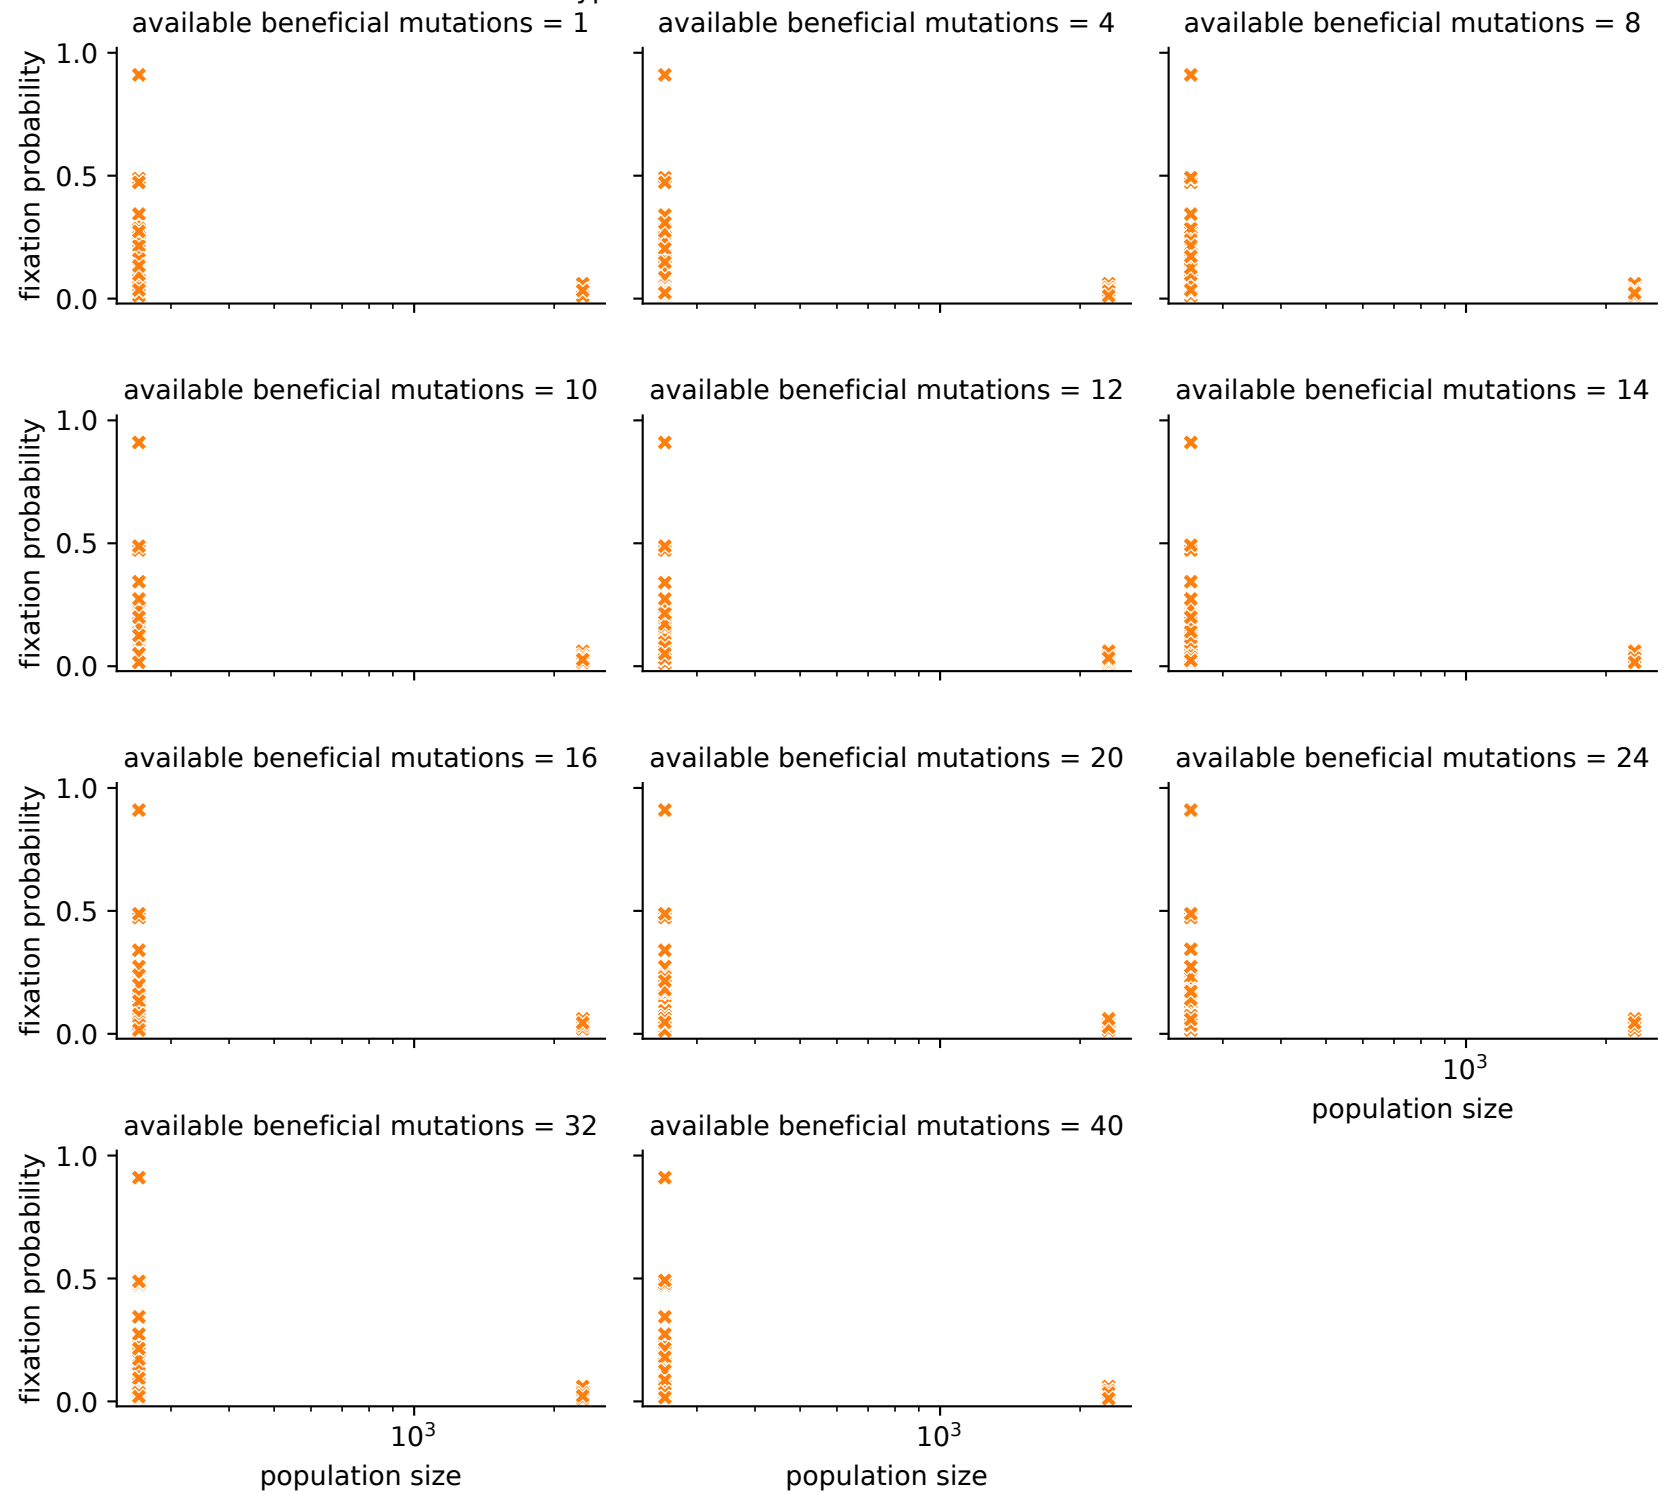 available beneficial mutations = 1
available beneficial mutations = 4
available beneficial mutations = 8
fixation probability
1.0
0.5
0.0
available beneficial mutations = 10
available beneficial mutations = 12
available beneficial mutations = 14
fixation probability
1.0
0.5
0.0
available beneficial mutations = 16
available beneficial mutations = 20
available beneficial mutations = 24
fixation probability
1.0
0.5
0.0
10³
population size
available beneficial mutations = 32
available beneficial mutations = 40
fixation probability
1.0
0.5
0.0
10³
10³
population size
population size